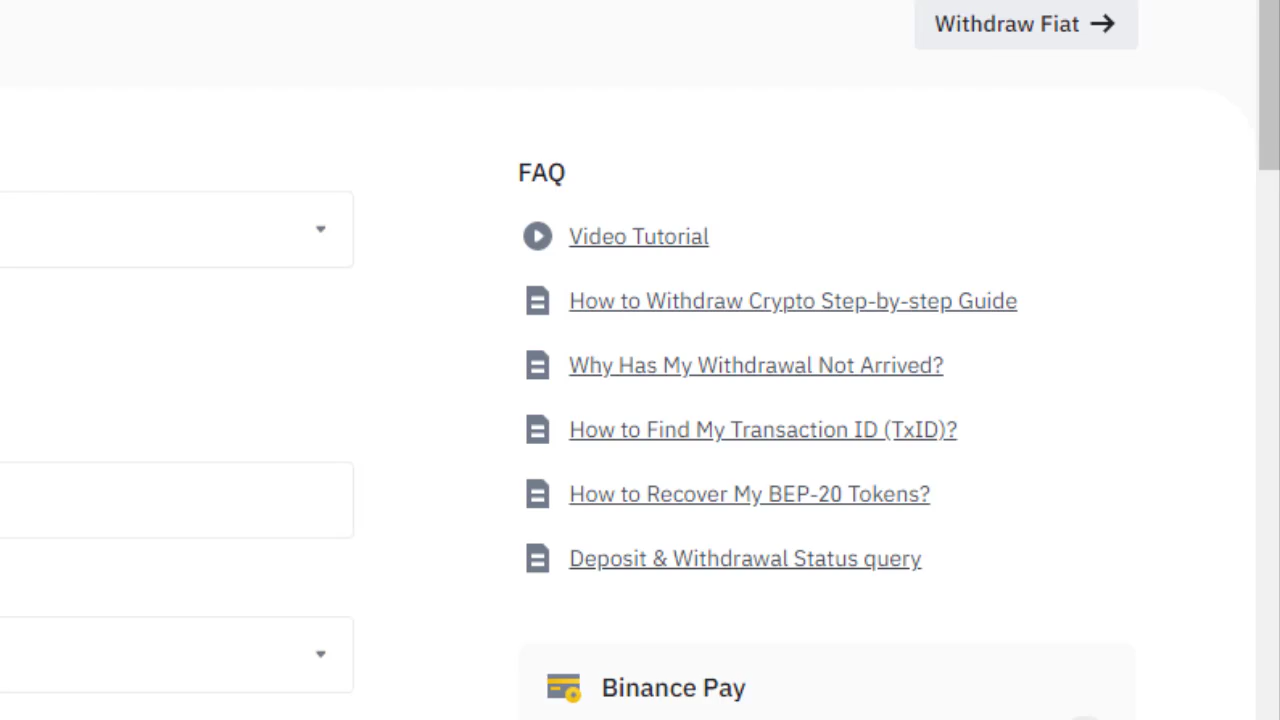 Withdraw Fiat
FAQ
Video Tutorial
How to Withdraw Crypto Step-by-step Guide
Why Has My Withdrawal Not Arrived?
How to Find My Transaction ID (TxID)?
How to Recover My BEP-20 Tokens?
Deposit & Withdrawal Status query
Binance Pay